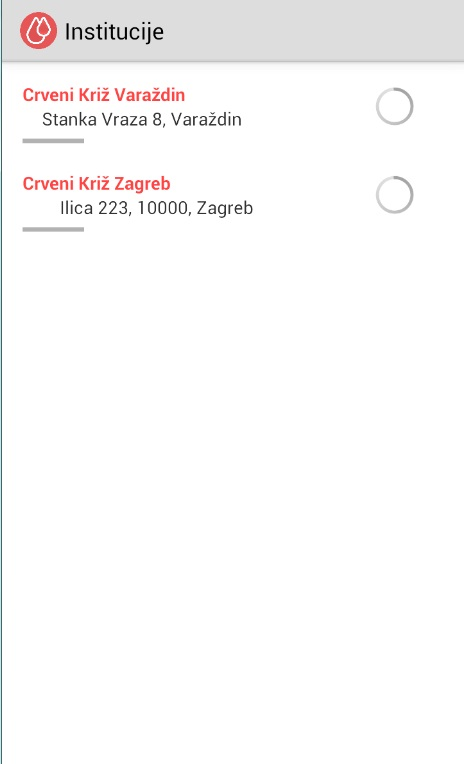 Institucije
Crveni Križ Varaždin
Stanka Vraza 8, Varaždin
Crveni Križ Zagreb
Ilica 223, 10000, Zagreb